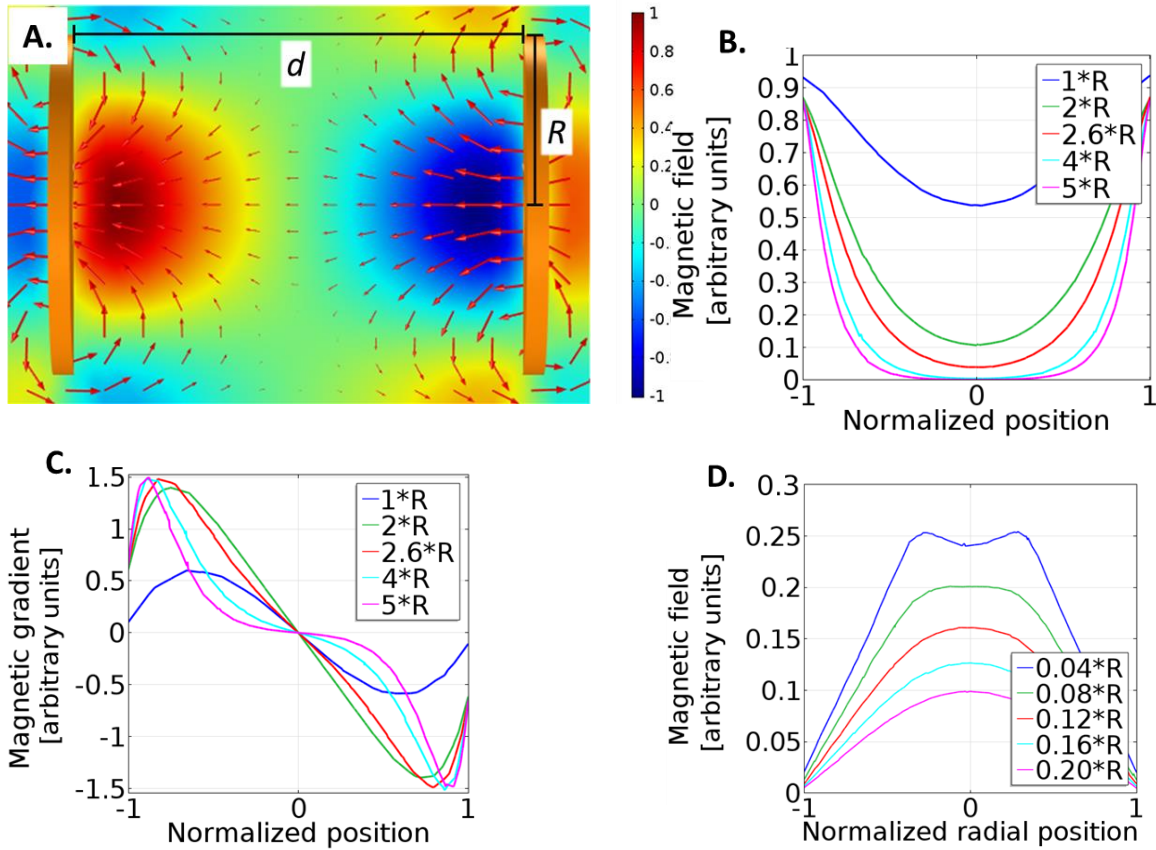 A.
d
R
1
0.8
0.6
0.4
0.2
0
-0.2
-0.4
-0.
-0.
-1
B.
Magnetic field
[arbitrary units]
1
0.9
0.8
0.7
0.6
0.5
0.4
0.3
0.2
0.1
0
-1
0
1
Normalized position
1*R
2*R
2.6*R
4*R
5*R
C.
Magnetic gradient
[arbitrary units]
1.5
1
0.5
0
-0.5
-1
-1.5
-1
0
1
Normalized position
1*R
2*R
2.6*R
4*R
5*R
D.
Magnetic field
[arbitrary units]
0.3
0.25
0.2
0.15
0.1
0.05
0
-1
0
1
Normalized radial position
0.04*R
0.08*R
0.12*R
0.16*R
0.20*R